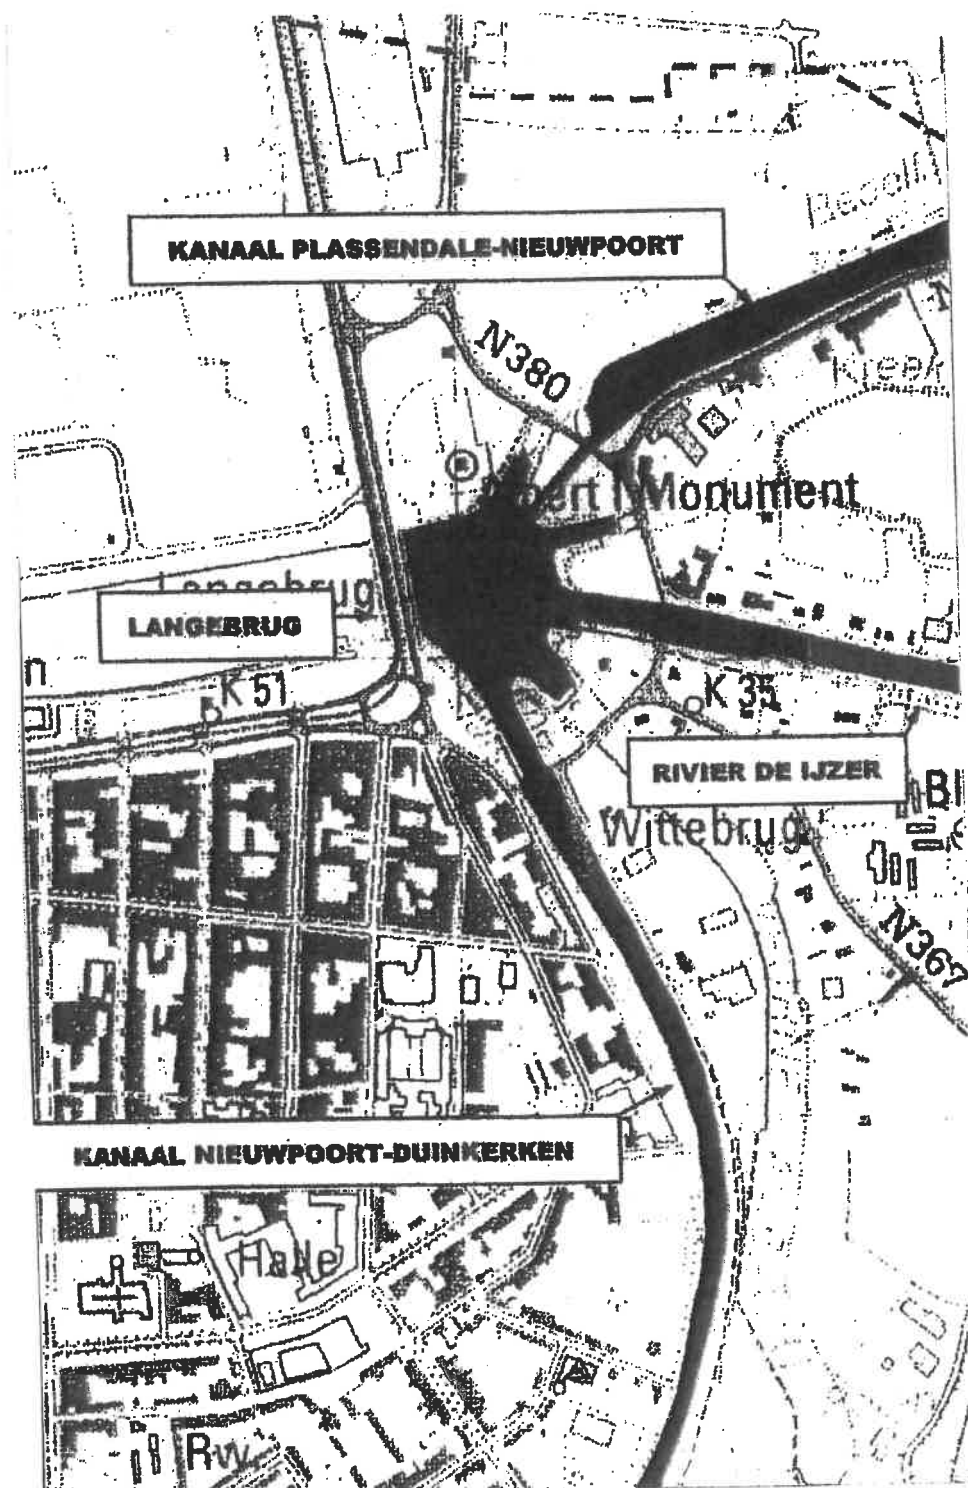 KANAAL PLASSENDALE-NIEUWPOORT
N380
Kreek
Monument
Langebrug
LANGEBRUG
K 51
K 35
RIVIER DE IJZER
Wittebrug
N367
KANAAL NIEUWPOORT-DUINKERKEN
Halle
RW